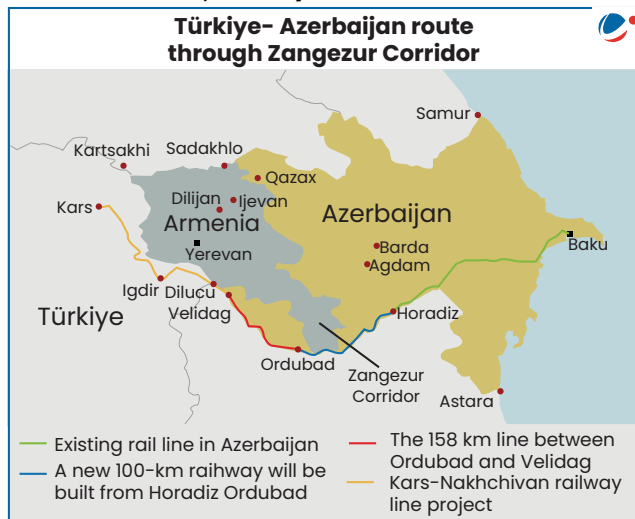 Türkiye- Azerbaijan route
through Zangezur Corridor
Samur
Kartsakhi
Sadakhlo
Qazax
Dilijan
Ijevan
Kars
Armenia
Azerbaijan
Yerevan
Barda
Agdam
Baku
Igdir
Dilucu
Velidag
Türkiye
Horadiz
Ordubad
Zangezur
Corridor
Astara
Existing rail line in Azerbaijan
A new 100-km raihway will be
built from Horadiz Ordubad
The 158 km line between
Ordubad and Velidag
Kars-Nakhchivan railway
line project